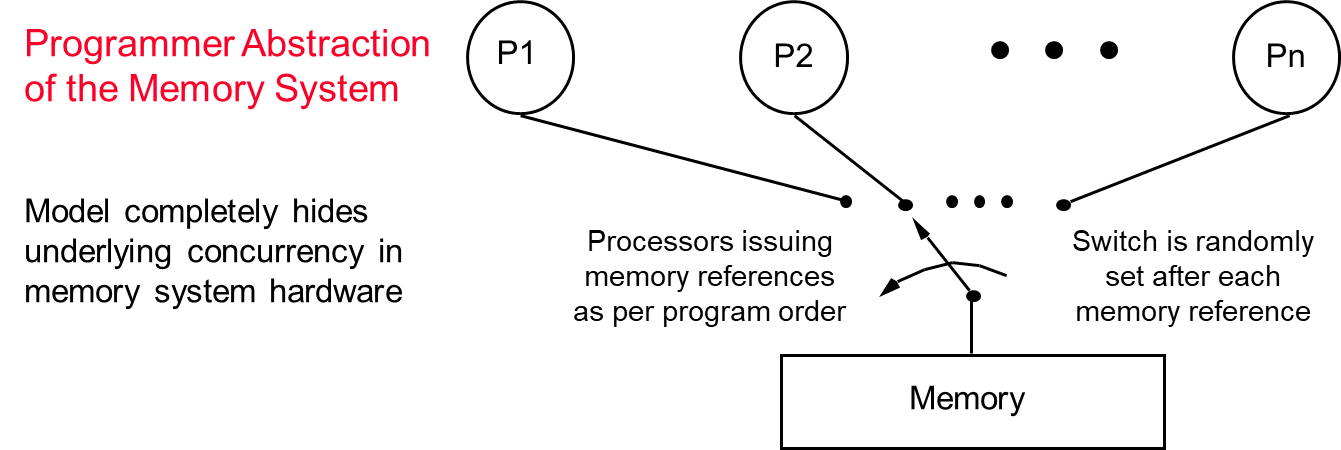 Programmer Abstraction
of the Memory System
P1
P2
Pn
Model completely hides
underlying concurrency in
memory system hardware
Processors issuing
memory references
as per program order
Switch is randomly
set after each
memory reference
Memory